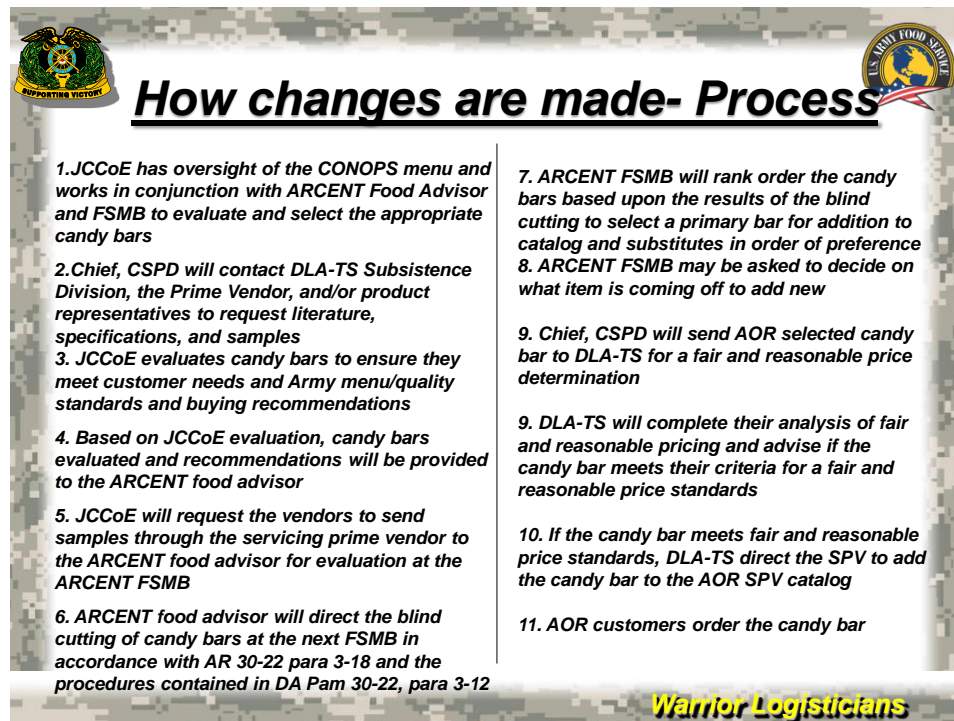 SUPPORTING VICTORY
U.S. ARMY FOOD SERVICE
How changes are made- Process
1.JCCoE has oversight of the CONOPS menu and
works in conjunction with ARCENT Food Advisor
and FSMB to evaluate and select the appropriate
candy bars
2.Chief, CSPD will contact DLA-TS Subsistence
Division, the Prime Vendor, and/or product
representatives to request literature,
specifications, and samples
3. JCCoE evaluates candy bars to ensure they
meet customer needs and Army menu/quality
standards and buying recommendations
4. Based on JCCoE evaluation, candy bars
evaluated and recommendations will be provided
to the ARCENT food advisor
5. JCCoE will request the vendors to send
samples through the servicing prime vendor to
the ARCENT food advisor for evaluation at the
ARCENT FSMB
6. ARCENT food advisor will direct the blind
cutting of candy bars at the next FSMB in
accordance with AR 30-22 para 3-18 and the
procedures contained in DA Pam 30-22, para 3-12
7. ARCENT FSMB will rank order the candy
bars based upon the results of the blind
cutting to select a primary bar for addition to
catalog and substitutes in order of preference
8. ARCENT FSMB may be asked to decide on
what item is coming off to add new
9. Chief, CSPD will send AOR selected candy
bar to DLA-TS for a fair and reasonable price
determination
9. DLA-TS will complete their analysis of fair
and reasonable pricing and advise if the
candy bar meets their criteria for a fair and
reasonable price standards
10. If the candy bar meets fair and reasonable
price standards, DLA-TS direct the SPV to add
the candy bar to the AOR SPV catalog
11. AOR customers order the candy bar
Warrior Logisticians